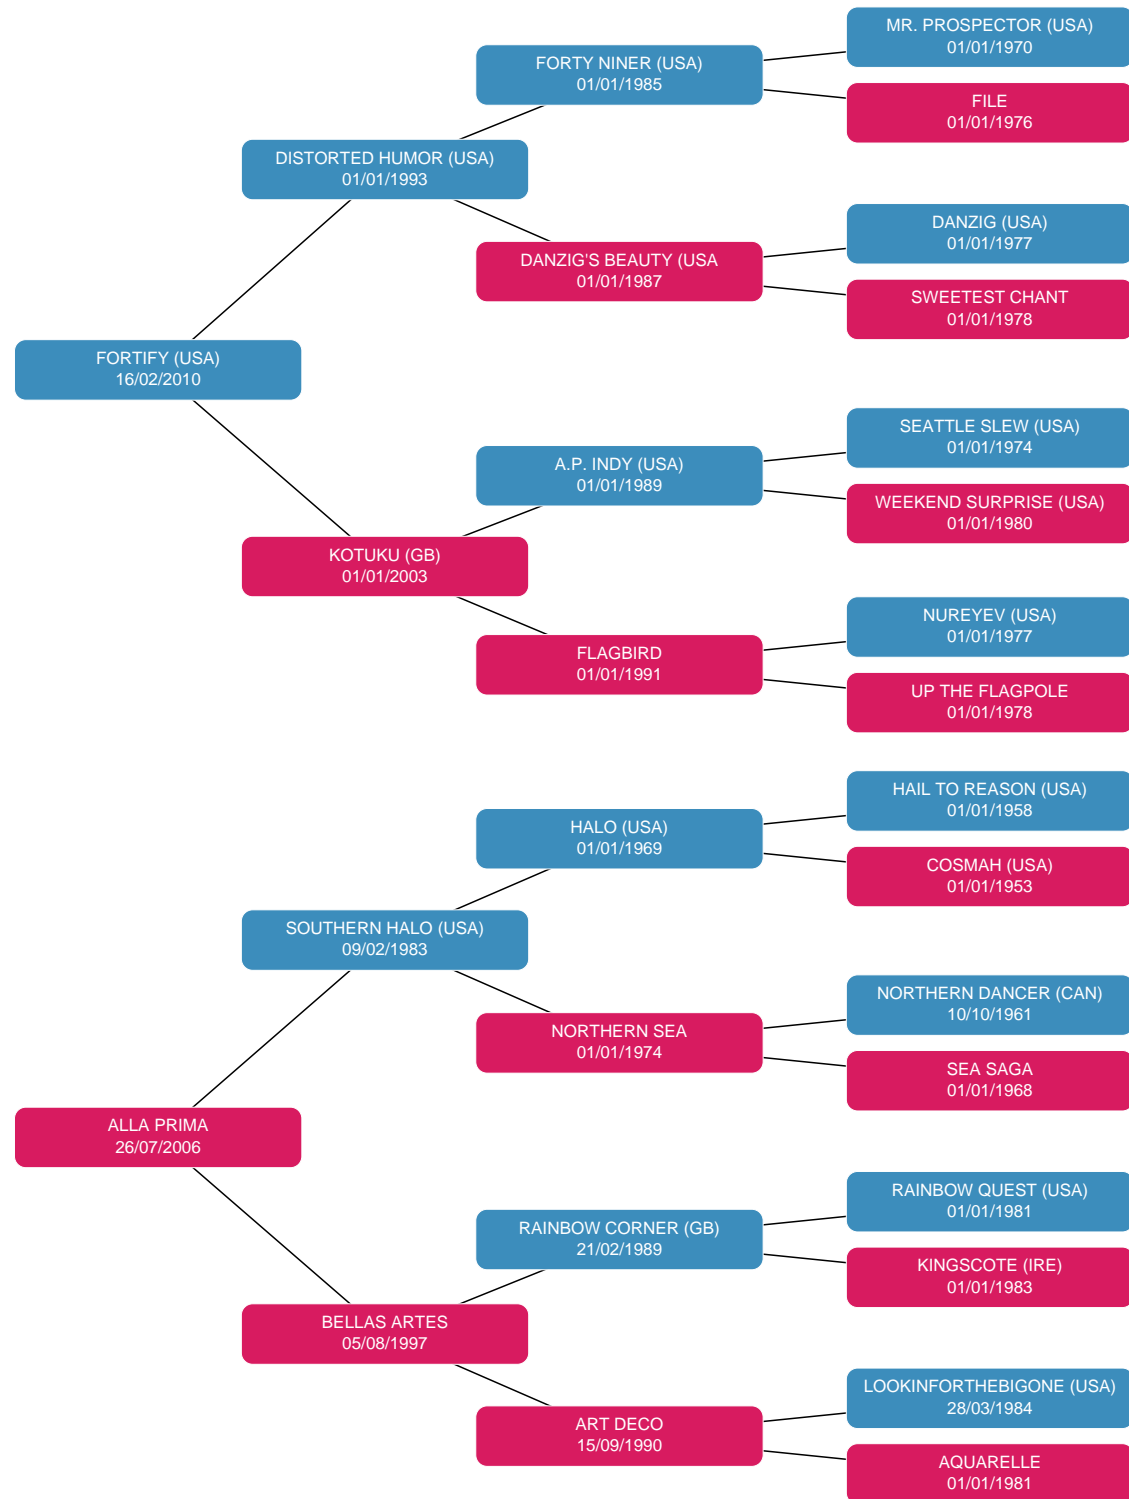 MR. PROSPECTOR (USA)
01/01/1970
FORTY NINER (USA)
01/01/1985
FILE
01/01/1976
DISTORTED HUMOR (USA)
01/01/1993
DANZIG (USA)
01/01/1977
DANZIG'S BEAUTY (USA
01/01/1987
SWEETEST CHANT
01/01/1978
FORTIFY (USA)
16/02/2010
SEATTLE SLEW (USA)
01/01/1974
A.P. INDY (USA)
01/01/1989
WEEKEND SURPRISE (USA)
01/01/1980
KOTUKU (GB)
01/01/2003
NUREYEV (USA)
01/01/1977
FLAGBIRD
01/01/1991
UP THE FLAGPOLE
01/01/1978
HAIL TO REASON (USA)
01/01/1958
HALO (USA)
01/01/1969
COSMAH (USA)
01/01/1953
SOUTHERN HALO (USA)
09/02/1983
NORTHERN DANCER (CAN)
10/10/1961
NORTHERN SEA
01/01/1974
SEA SAGA
01/01/1968
ALLA PRIMA
26/07/2006
RAINBOW QUEST (USA)
01/01/1981
RAINBOW CORNER (GB)
21/02/1989
KINGSCOTE (IRE)
01/01/1983
BELLAS ARTES
05/08/1997
LOOKINFORTHEBIGONE (USA)
28/03/1984
ART DECO
15/09/1990
AQUARELLE
01/01/1981